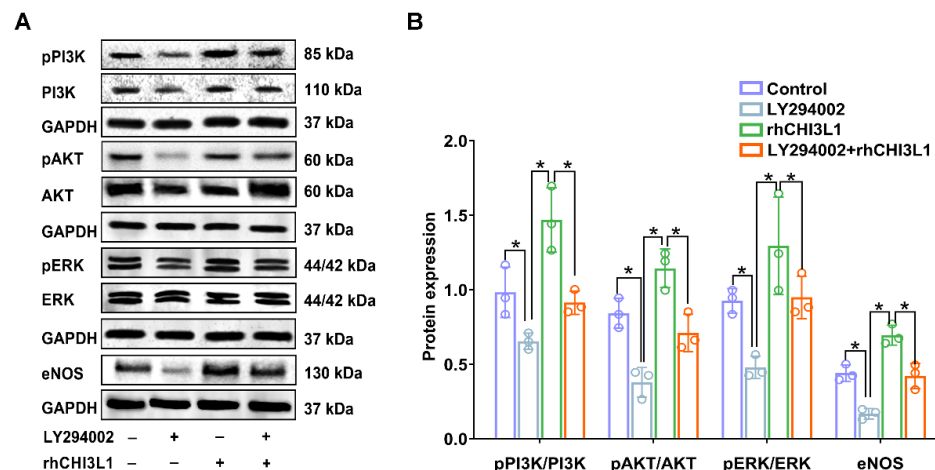 A
pPI3K 85 kDa
PI3K 110 kDa
GAPDH 37 kDa
pAKT 60 kDa
AKT 60 kDa
GAPDH 37 kDa
pERK 44/42 kDa
ERK 44/42 kDa
GAPDH 37 kDa
eNOS 130 kDa
GAPDH 37 kDa
LY294002 – + – +
rhCHI3L1 – – + +
B
Control
LY294002
rhCHI3L1
LY294002+rhCHI3L1
Protein expression
2.0
1.5
1.0
0.5
0.0
* * * * * * * * * * * *
pPI3K/PI3K pAKT/AKT pERK/ERK eNOS